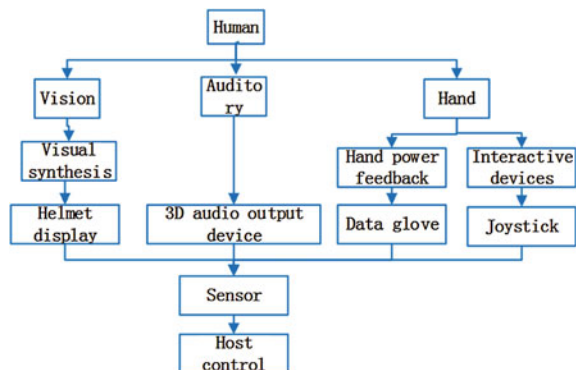 Human
Vision
Audito
ry
Hand
Visual
synthesis
Hand power
feedback
Interactive
devices
Helmet
display
3D audio output
device
Data glove
Joystick
Sensor
Host
control